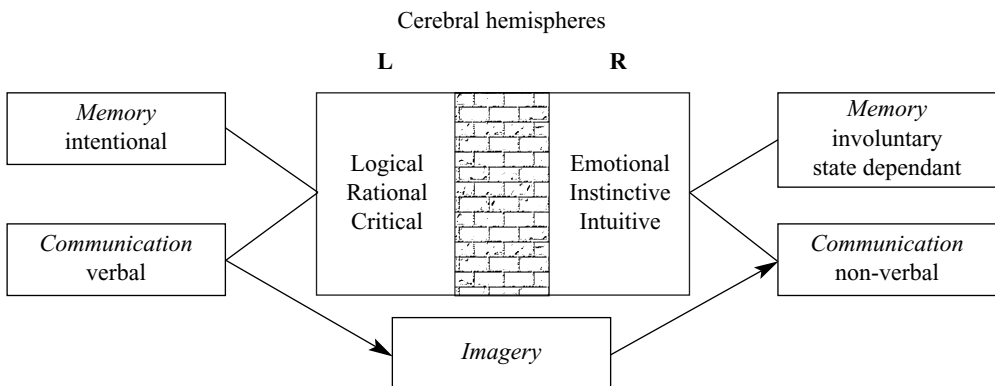 Cerebral hemispheres
L
R
Memory
intentional
Communication
verbal
Logical
Rational
Critical
Emotional
Instinctive
Intuitive
Memory
involuntary
state dependant
Communication
non-verbal
Imagery